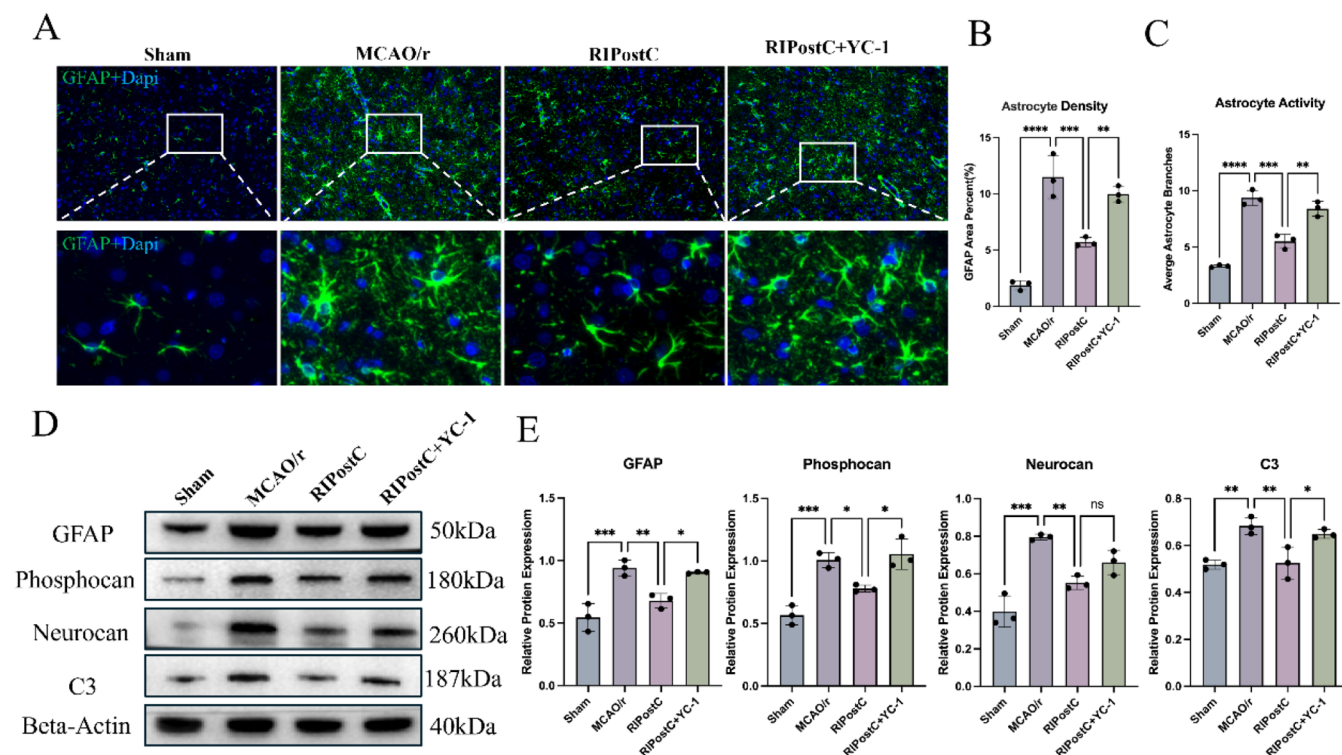 A
Sham
MCAO/r
RIPostC
RIPostC+YC-1
GFAP+Dapi
GFAP+Dapi
B
Astrocyte Density
**** *** **
GFAP Area Percent(%)
15
10
5
0
Sham
MCAO/r
RIPostC
RIPostC+YC-1
C
Astrocyte Activity
**** *** **
Averge Astrocyte Branches
15
10
5
0
Sham
MCAO/r
RIPostC
RIPostC+YC-1
D
Sham
MCAO/r
RIPostC
RIPostC+YC-1
GFAP 50kDa
Phosphocan 180kDa
Neurocan 260kDa
C3 187kDa
Beta-Actin 40kDa
E
GFAP
*** ** *
Relative Protien Expressiom
1.5
1.0
0.5
0.0
Sham
MCAO/r
RIPostC
RIPostC+YC-1
Phosphocan
*** * *
Relative Protien Expressiom
1.5
1.0
0.5
0.0
Sham
MCAO/r
RIPostC
RIPostC+YC-1
Neurocan
*** ** ns
Relative Protien Expressiom
0.8
0.6
0.4
0.2
0.0
Sham
MCAO/r
RIPostC
RIPostC+YC-1
C3
** ** *
Relative Protien Expressiom
0.8
0.6
0.4
0.2
0.0
Sham
MCAO/r
RIPostC
RIPostC+YC-1